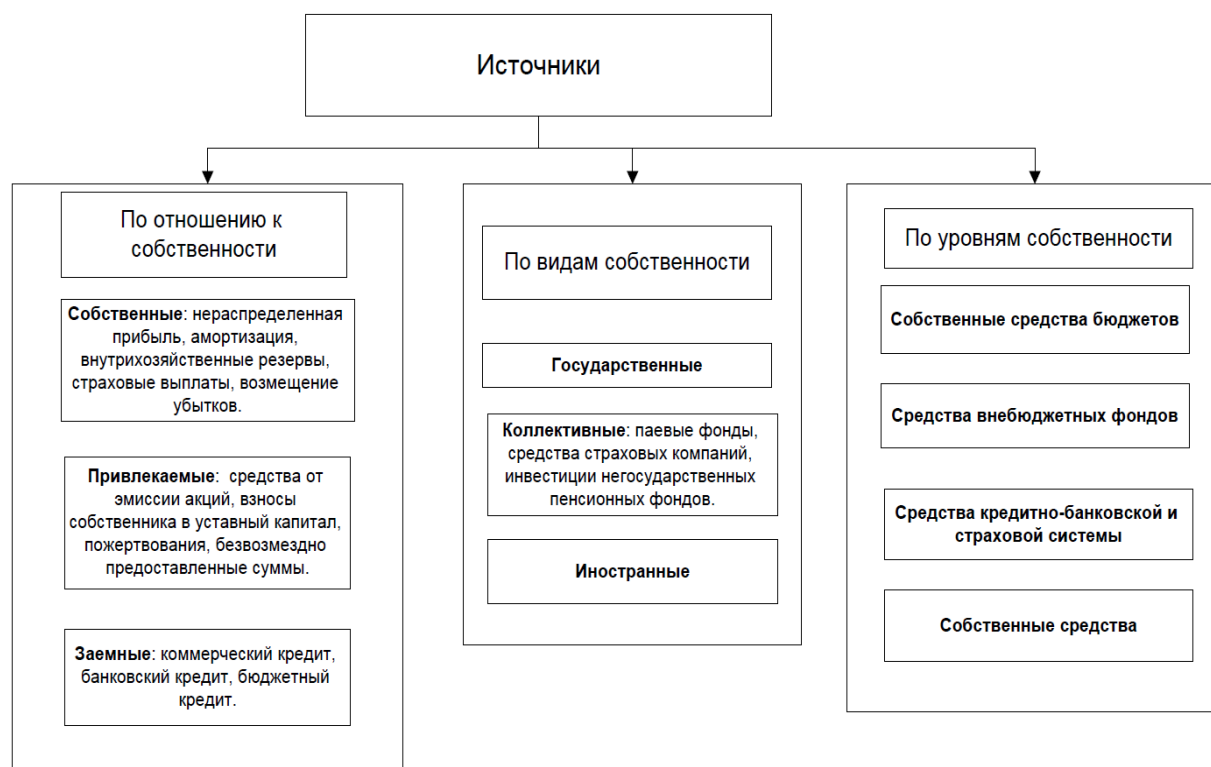 Источники
По отношению к
собственности
Собственные: нераспределенная
прибыль, амортизация,
внутрихозяйственные резервы,
страховые выплаты, возмещение
убытков.
Привлекаемые: средства от
эмиссии акций, взносы
собственника в уставный капитал,
пожертвования, безвозмездно
предоставленные суммы.
Заемные: коммерческий кредит,
банковский кредит, бюджетный
кредит.
По видам собственности
Государственные
Коллективные: паевые фонды,
средства страховых компаний,
инвестиции негосударственных
пенсионных фондов.
Иностранные
По уровням собственности
Собственные средства бюджетов
Средства внебюджетных фондов
Средства кредитно-банковской и
страховой системы
Собственные средства